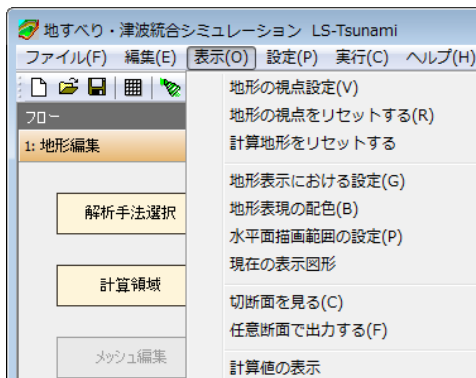 地すべり・津波統合シミュレーション LS-Tsunami
ファイル(F) 編集(E) 表示(O) 設定(P) 実行(C) ヘルプ(H)
フロー
1: 地形編集
解析手法選択
計算領域
メッシュ編集
地形の視点設定(V)
地形の視点をリセットする(R)
計算地形をリセットする
地形表示における設定(G)
地形表現の配色(B)
水平面描画範囲の設定(P)
現在の表示図形
切断面を見る(C)
任意断面で出力する(F)
計算値の表示